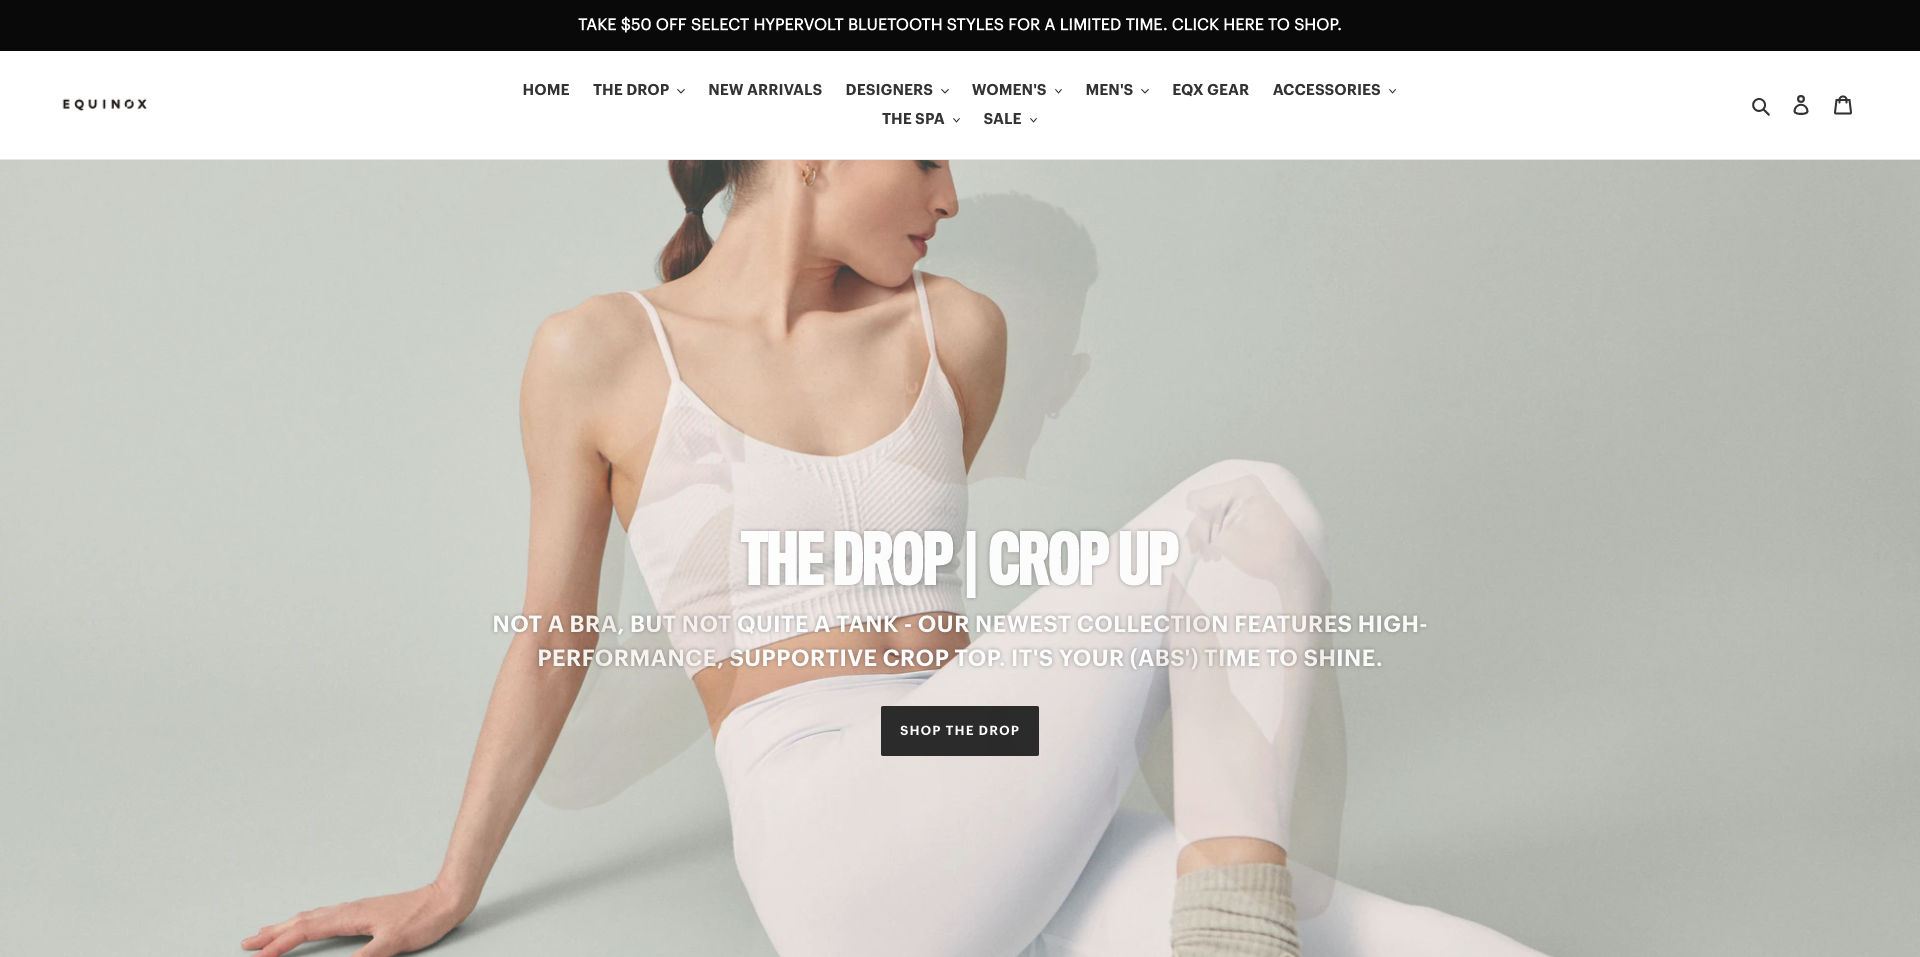 TAKE $50 OFF SELECT HYPERVOLT BLUETOOTH STYLES FOR A LIMITED TIME. CLICK HERE TO SHOP.
EQUINOX
HOME THE DROP NEW ARRIVALS DESIGNERS WOMEN'S MEN'S EQX GEAR ACCESSORIES
THE SPA SALE
THE DROP | CROP UP
NOT A BRA, BUT NOT QUITE A TANK - OUR NEWEST COLLECTION FEATURES HIGH-
PERFORMANCE, SUPPORTIVE CROP TOP. IT'S YOUR (ABS') TIME TO SHINE.
SHOP THE DROP